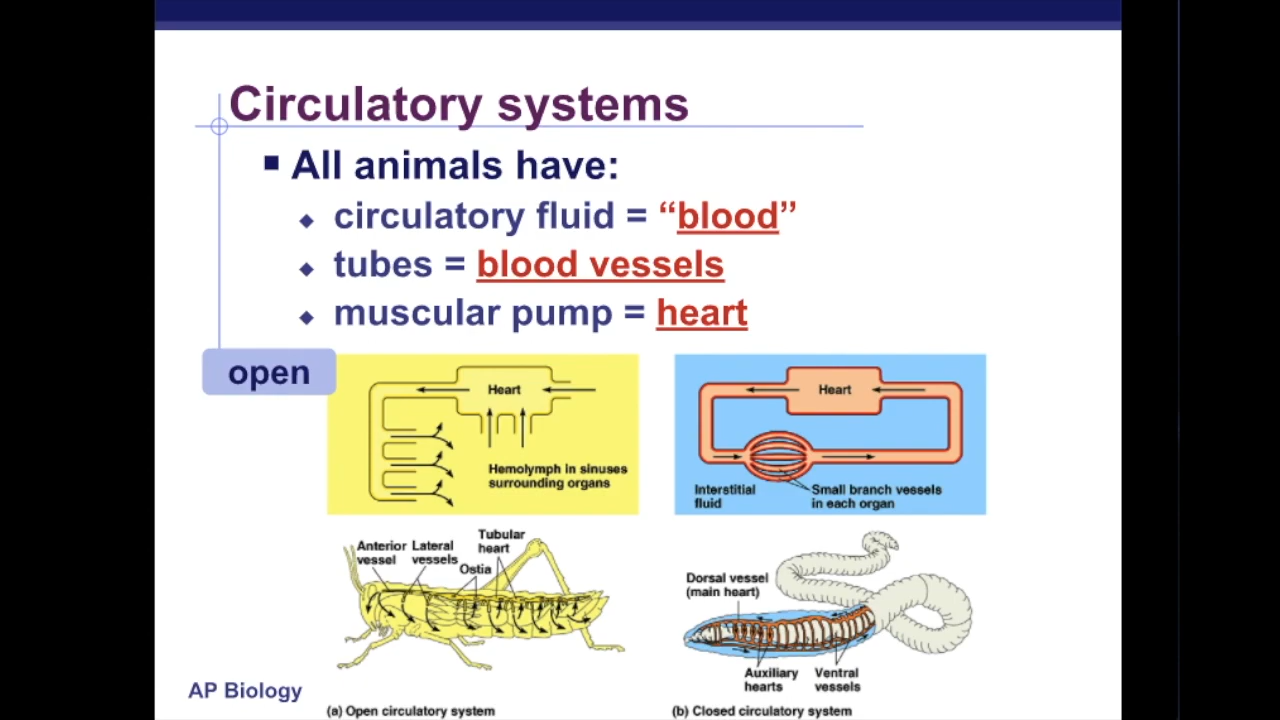 Circulatory systems
All animals have:
circulatory fluid = “blood”
tubes = blood vessels
muscular pump = heart
open
Heart
Hemolymph in sinuses
surrounding organs
Heart
Interstitial
fluid
Small branch vessels
in each organ
Anterior
vessel
Lateral
vessels
Ostia
Tubular
heart
(a) Open circulatory system
Dorsal vessel
(main heart)
Auxiliary
hearts
Ventral
vessels
(b) Closed circulatory system
AP Biology